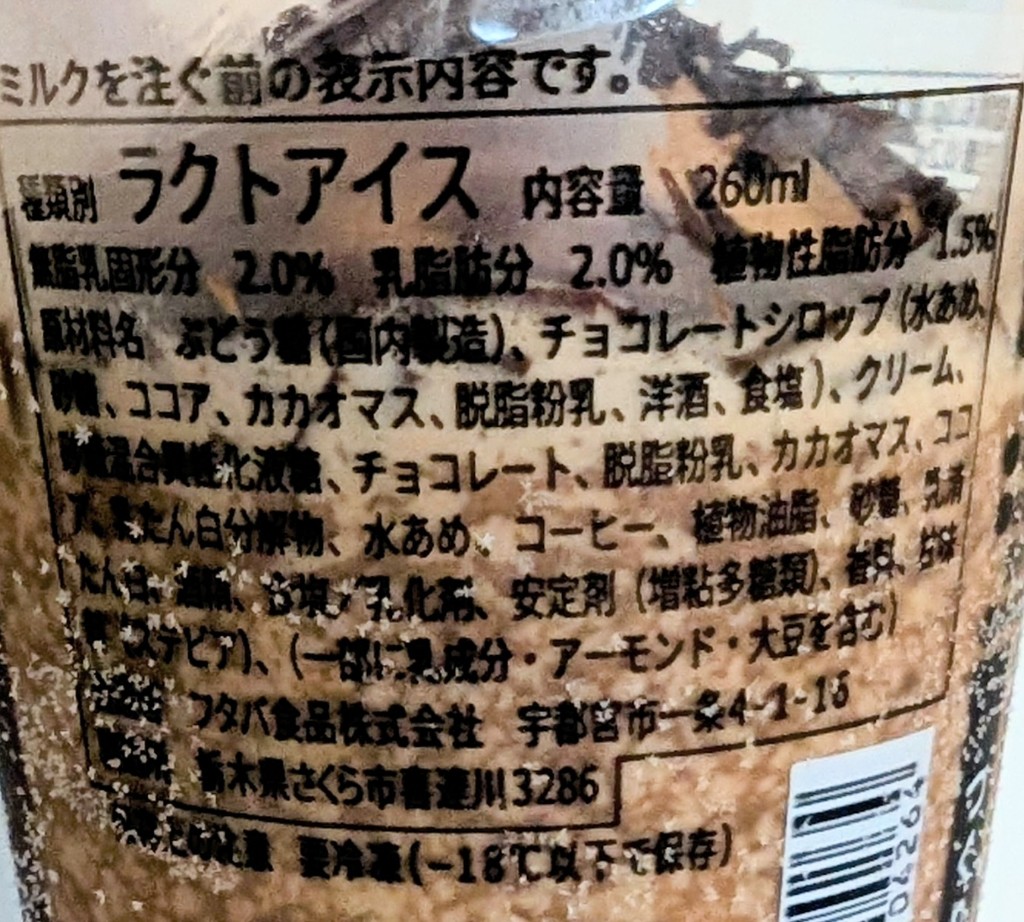 ミルクを注ぐ前の表示内容です。
種類別 ラクトアイス 内容量 260ml
無脂乳固形分 2.0% 乳脂肪分 2.0% 植物性脂肪分 1.5%
原材料名 ぶどう糖(国内製造)、チョコレートシロップ(水あめ、
砂糖、ココア、カカオマス、脱脂粉乳、洋酒、食塩)、クリーム、
砂糖混合異性化液糖、チョコレート、脱脂粉乳、カカオマス、ココ
ア、乳たん白分解物、水あめ、コーヒー、植物油脂、砂糖、乳清
たん白、 食塩/乳化剤、安定剤(増粘多糖類)、香料、甘味
料(ステビア)、(一部に乳成分・アーモンド・大豆を含む)
フタバ食品株式会社 宇都宮市一条4-1-16
栃木県さくら市喜連川3286
保存上の注意 要冷凍(-18℃以下で保存)